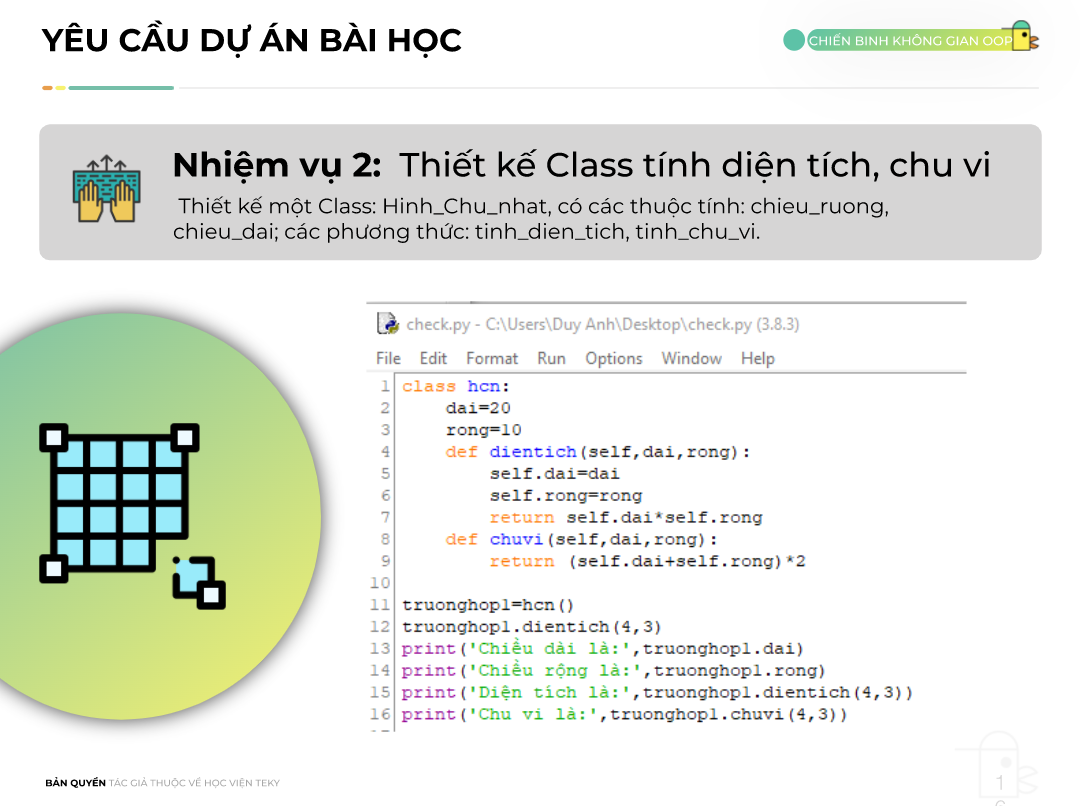 YÊU CẦU DỰ ÁN BÀI HỌC
CHIẾN BINH KHÔNG GIAN OOP
Nhiệm vụ 2: Thiết kế Class tính diện tích, chu vi
Thiết kế một Class: Hinh_Chu_nhat, có các thuộc tính: chieu_ruong,
chieu_dai; các phương thức: tinh_dien_tich, tinh_chu_vi.
check.py - C:\Users\Duy Anh\Desktop\check.py (3.8.3)
File Edit Format Run Options Window Help
1 class hcn:
2     dai=20
3     rong=10
4     def dientich(self,dai,rong):
5         self.dai=dai
6         self.rong=rong
7         return self.dai*self.rong
8     def chuvi(self,dai,rong):
9         return (self.dai+self.rong)*2
10
11 truonghop1=hcn()
12 truonghop1.dientich(4,3)
13 print('Chiều dài là:',truonghop1.dai)
14 print('Chiều rộng là:',truonghop1.rong)
15 print('Diện tích là:',truonghop1.dientich(4,3))
16 print('Chu vi là:',truonghop1.chuvi(4,3))
BẢN QUYỀN TÁC GIẢ THUỘC VỀ HỌC VIỆN TEKY
1